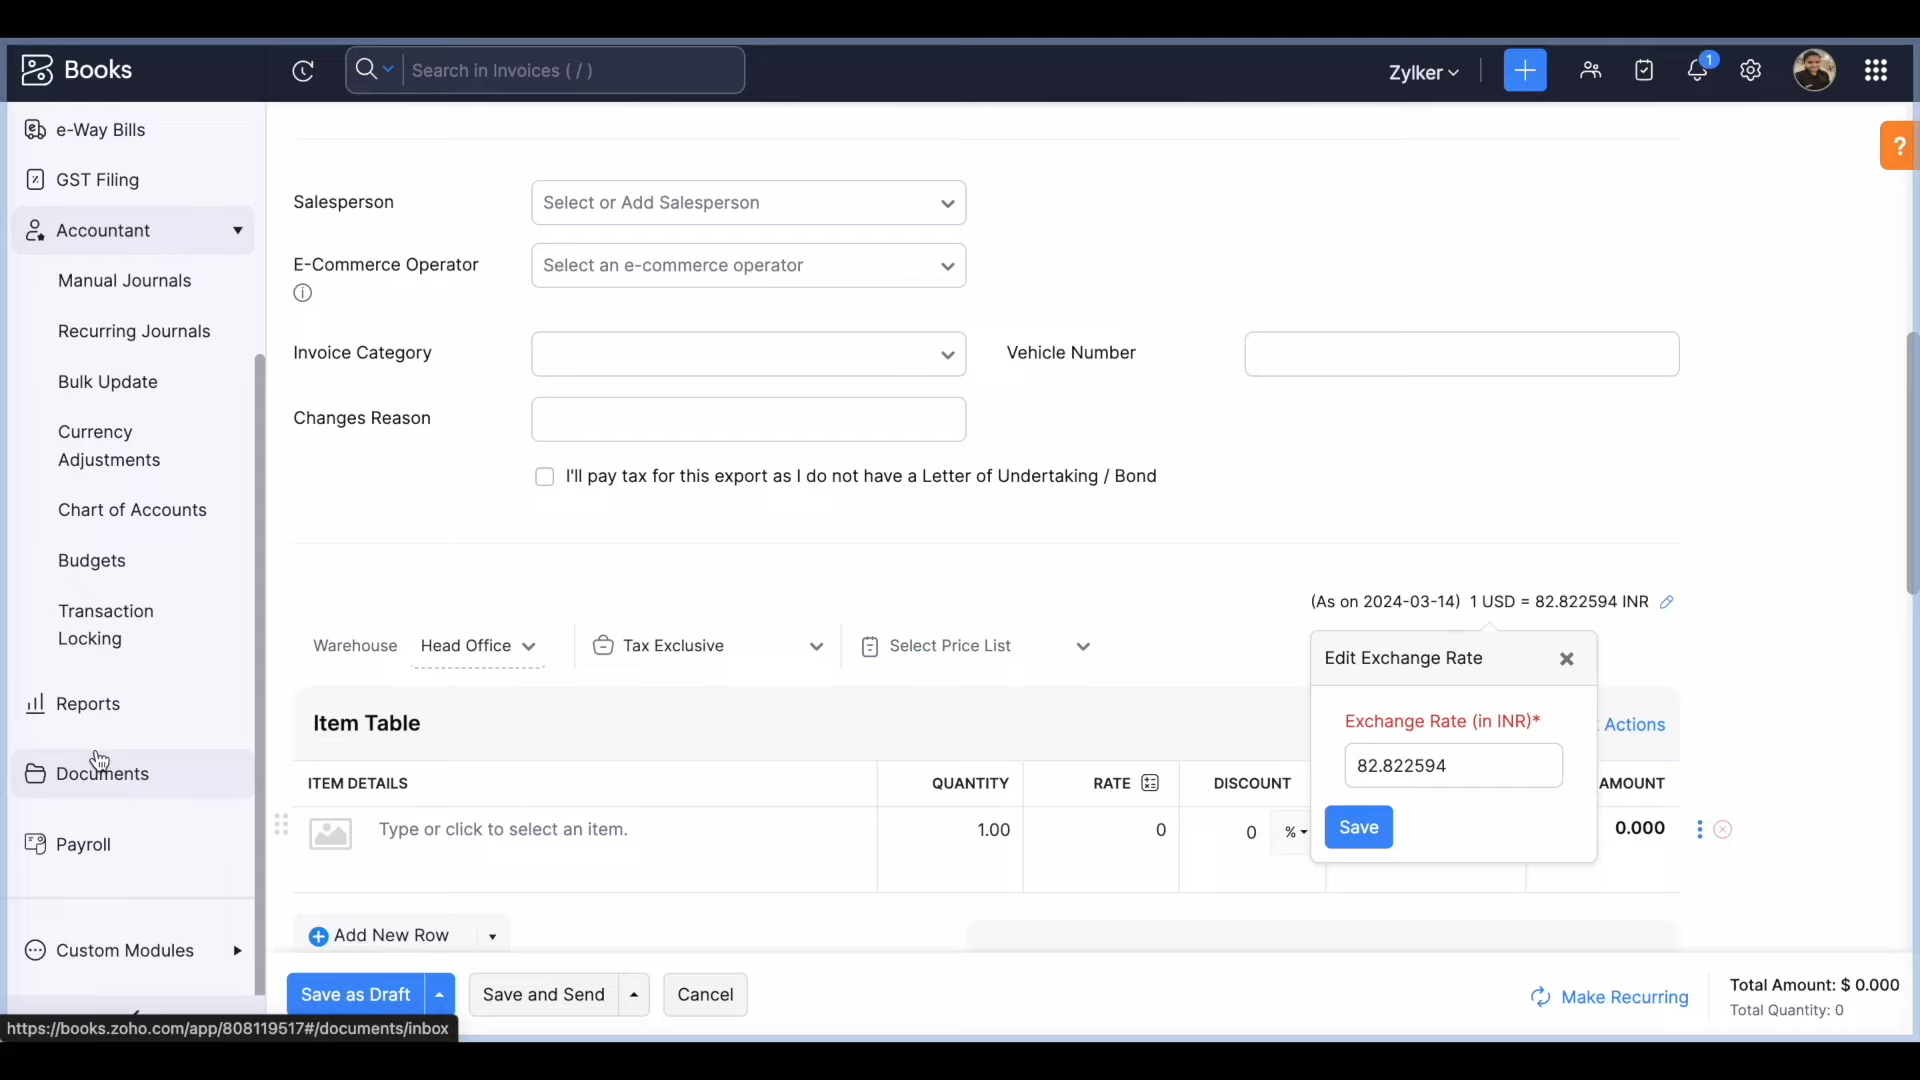 Books
Search in Invoices ( / )
Zylker
1
?
e-Way Bills
GST Filing
Accountant
Manual Journals
Recurring Journals
Bulk Update
Currency
Adjustments
Chart of Accounts
Budgets
Transaction
Locking
Reports
Documents
Payroll
Custom Modules
Salesperson
Select or Add Salesperson
E-Commerce Operator
Select an e-commerce operator
Invoice Category
Vehicle Number
Changes Reason
I'll pay tax for this export as I do not have a Letter of Undertaking / Bond
(As on 2024-03-14) 1 USD = 82.822594 INR
Warehouse Head Office
Tax Exclusive
Select Price List
Edit Exchange Rate
Exchange Rate (in INR)*
82.822594
Save
Item Table
Actions
ITEM DETAILS QUANTITY RATE DISCOUNT AMOUNT
Type or click to select an item. 1.00 0 0 % 0.000
Add New Row
Save as Draft
Save and Send
Cancel
Make Recurring
Total Amount: $ 0.000
Total Quantity: 0
https://books.zoho.com/app/808119517#/documents/inbox